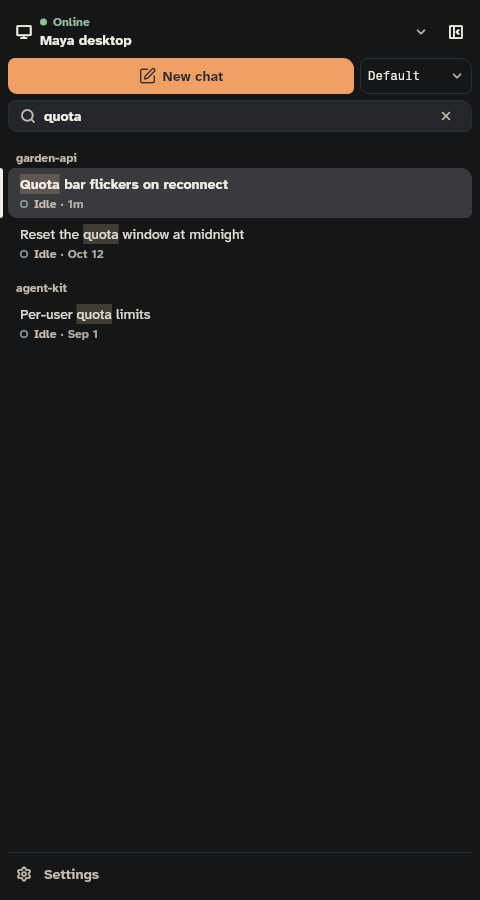 Online
Maya desktop
New chat
Default
quota
garden-api
Quota bar flickers on reconnect
Idle · 1m
Reset the quota window at midnight
Idle · Oct 12
agent-kit
Per-user quota limits
Idle · Sep 1
Settings